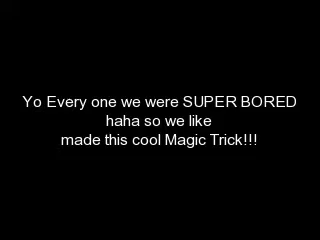 Yo Every one we were SUPER BORED
haha so we like
made this cool Magic Trick!!!